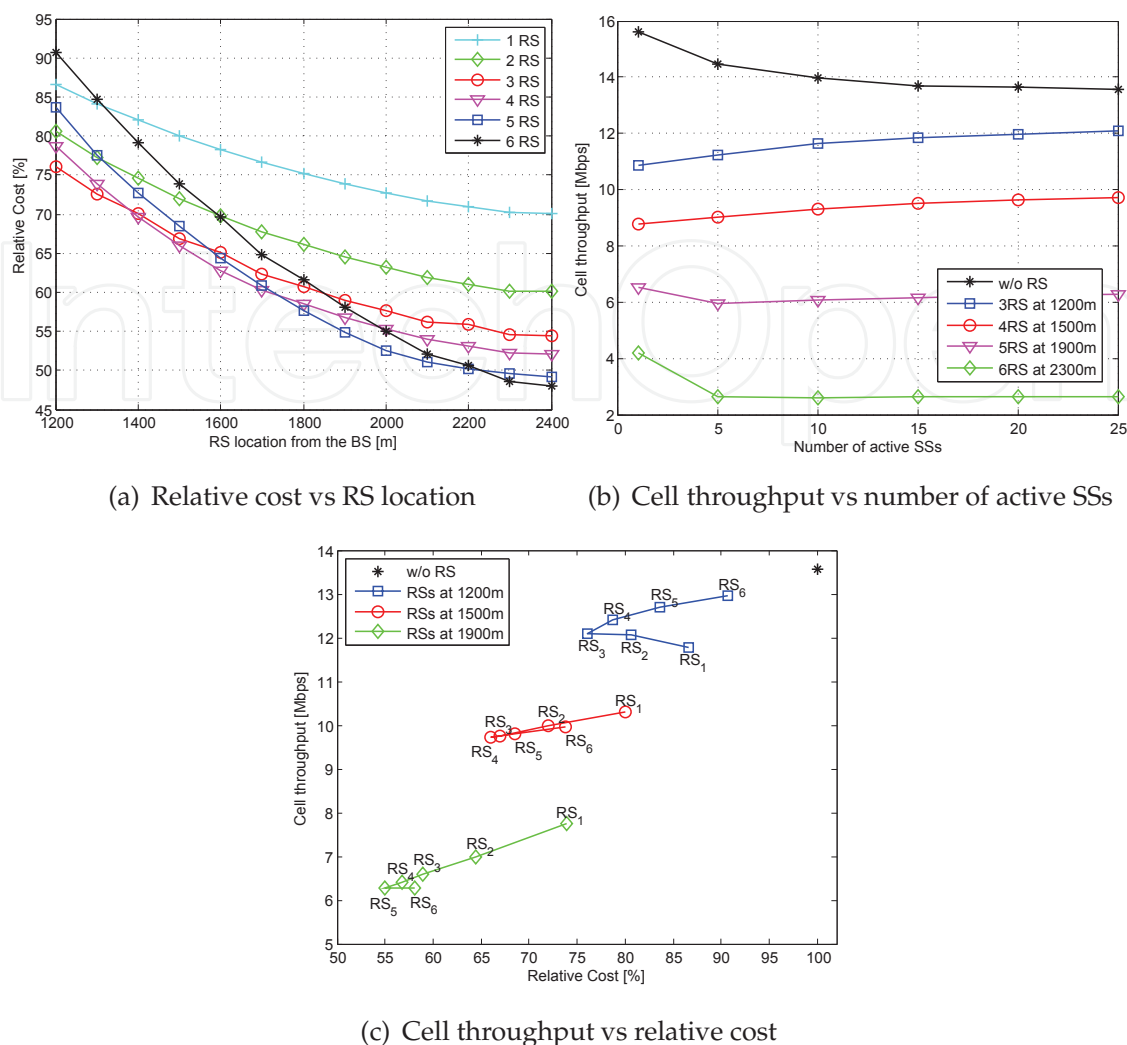 95
90
85
80
75
70
65
60
55
50
45
1200
1400
1600
1800
2000
2200
2400
RS location from the BS [m]
Relative Cost [%]
1 RS
2 RS
3 RS
4 RS
5 RS
6 RS
(a) Relative cost vs RS location
16
14
12
10
8
6
4
2
0
5
10
15
20
25
Number of active SSs
Cell throughput [Mbps]
w/o RS
3RS at 1200m
4RS at 1500m
5RS at 1900m
6RS at 2300m
(b) Cell throughput vs number of active SSs
14
13
12
11
10
9
8
7
6
5
50
55
60
65
70
75
80
85
90
95
100
Relative Cost [%]
Cell throughput [Mbps]
w/o RS
RSs at 1200m
RSs at 1500m
RSs at 1900m
RS6
RS5
RS4
RS3
RS2
RS1
RS1
RS2
RS3
RS4
RS5
RS6
RS1
RS2
RS3
RS4
RS5
RS6
(c) Cell throughput vs relative cost
intechOpen